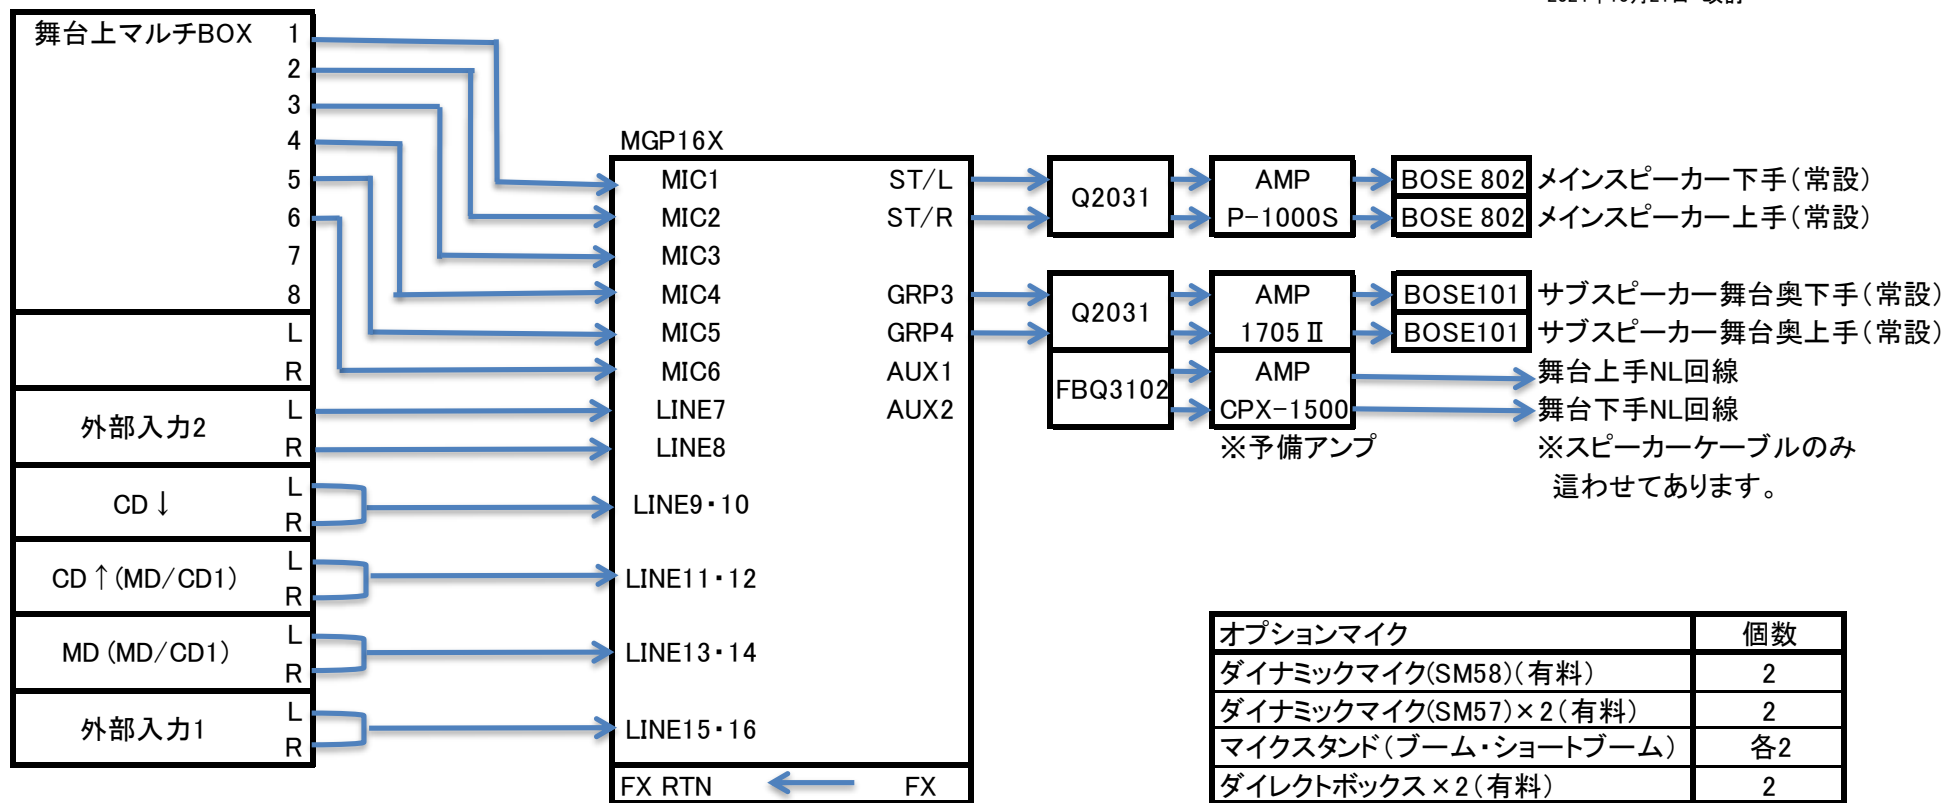 舞台上マルチBOX 1
2
3
4
5
6
7
8
L
R
外部入力2 L
R
CD↓ L
R
CD↑(MD/CD1) L
R
MD(MD/CD1) L
R
外部入力1 L
R
MGP16X
MIC1
MIC2
MIC3
MIC4
MIC5
MIC6
LINE7
LINE8
LINE9・10
LINE11・12
LINE13・14
LINE15・16
FX RTN FX
ST/L
ST/R
GRP3
GRP4
AUX1
AUX2
Q2031
Q2031
FBQ3102
AMP
P-1000S
AMP
1705Ⅱ
AMP
CPX-1500
※予備アンプ
BOSE 802 メインスピーカー下手(常設)
BOSE 802 メインスピーカー上手(常設)
BOSE101 サブスピーカー舞台奥下手(常設)
BOSE101 サブスピーカー舞台奥上手(常設)
舞台上手NL回線
舞台下手NL回線
※スピーカーケーブルのみ
這わせてあります。
オプションマイク 個数
ダイナミックマイク(SM58)(有料) 2
ダイナミックマイク(SM57)×2(有料) 2
マイクスタンド(ブーム・ショートブーム) 各2
ダイレクトボックス×2(有料) 2